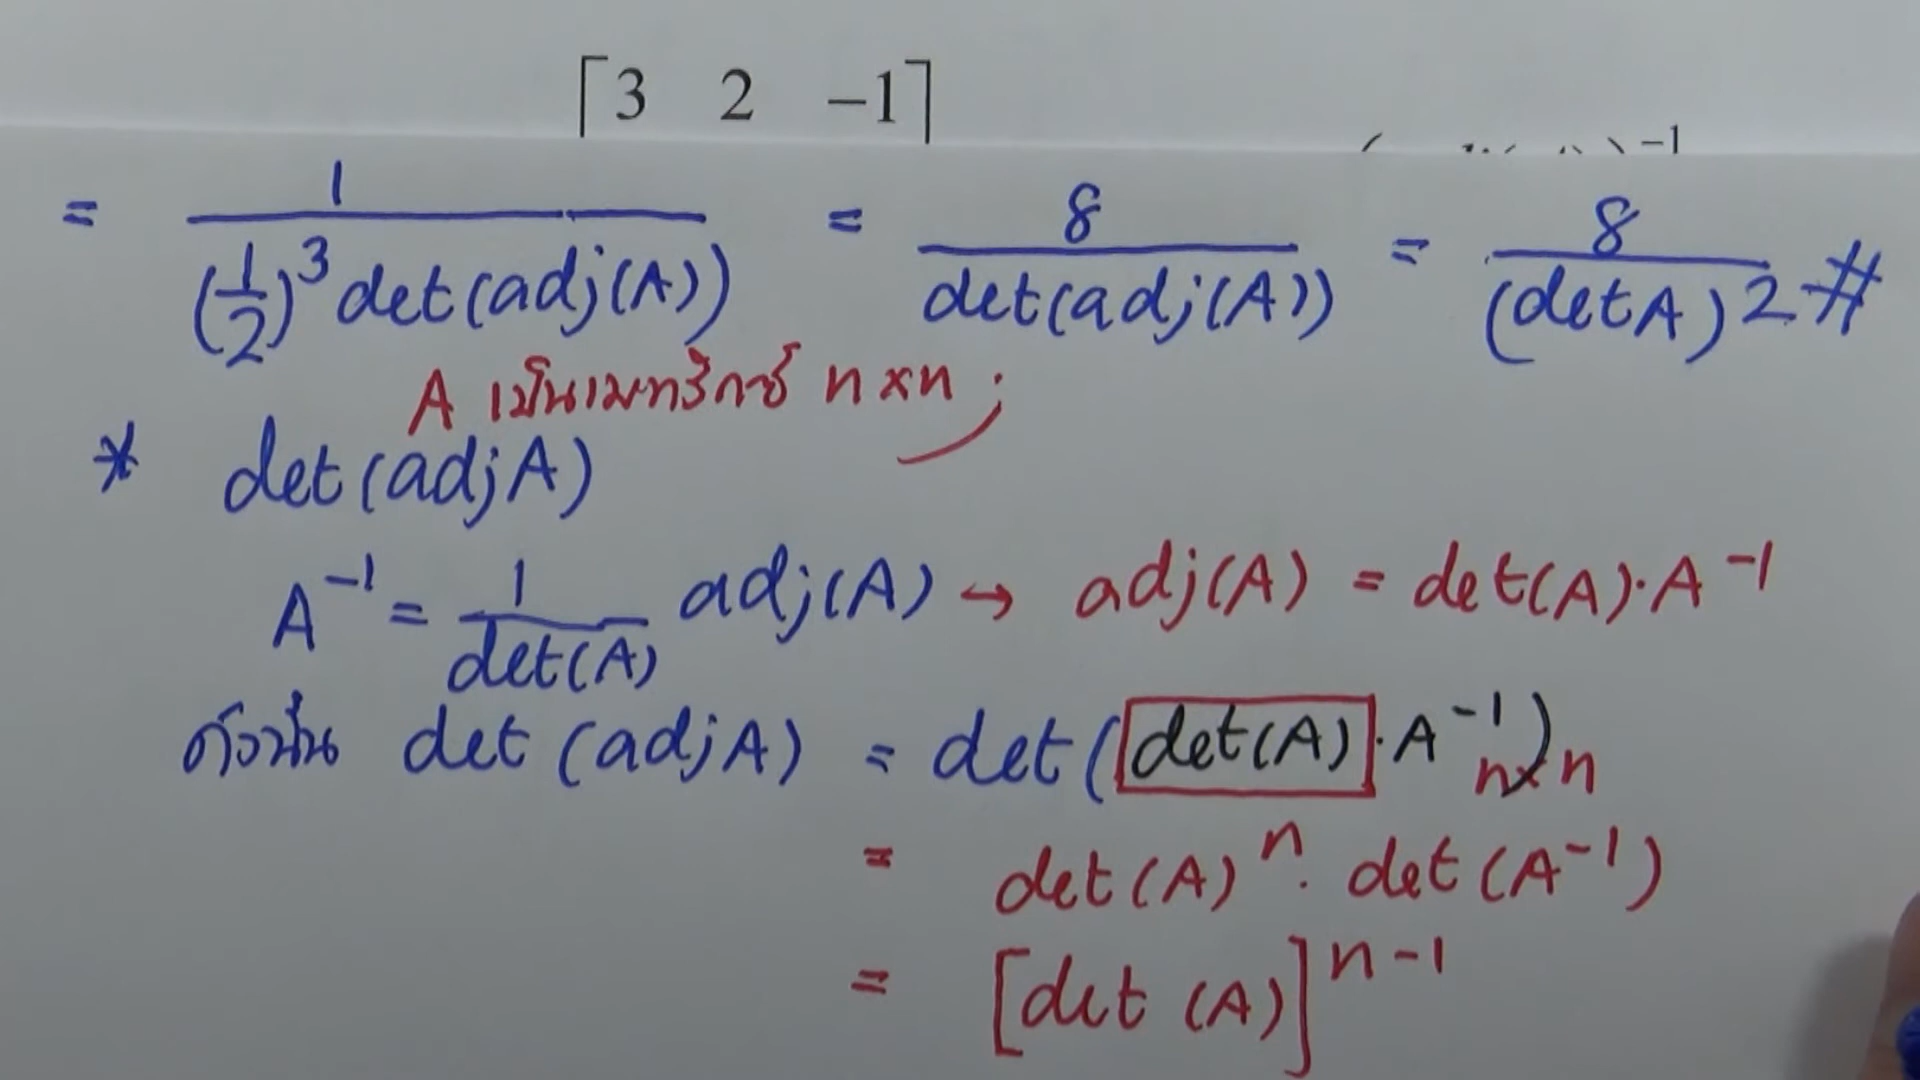 ⎡3 2 −1⎤
−1
= 1/((1/2)³ det(adj(A))) = 8/(det(adj(A))) = 8/((detA)²) #
A เป็นเมทริกซ์ n×n ;
* det(adjA)
A⁻¹ = 1/(det(A)) adj(A) → adj(A) = det(A)·A⁻¹
ดังนั้น det(adjA) = det(det(A)·A⁻¹) n×n
= det(A)ⁿ · det(A⁻¹)
= [det(A)]ⁿ⁻¹